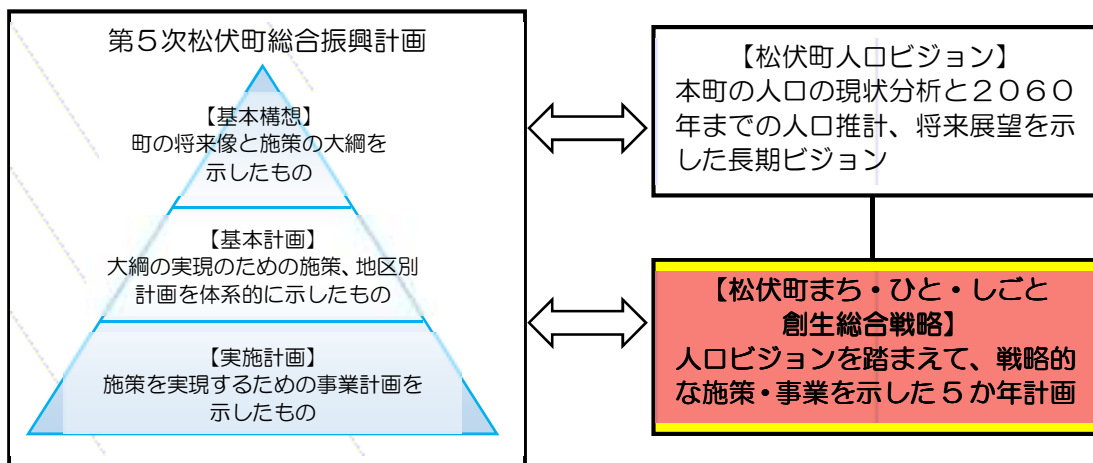 第5次松伏町総合振興計画
【基本構想】
町の将来像と施策の大綱を
示したもの
【基本計画】
大綱の実現のための施策、地区別
計画を体系的に示したもの
【実施計画】
施策を実現するための事業計画を
示したもの
【松伏町人口ビジョン】
本町の人口の現状分析と2060
年までの人口推計、将来展望を示
した長期ビジョン
【松伏町まち・ひと・しごと
創生総合戦略】
人口ビジョンを踏まえて、戦略的
な施策・事業を示した5か年計画